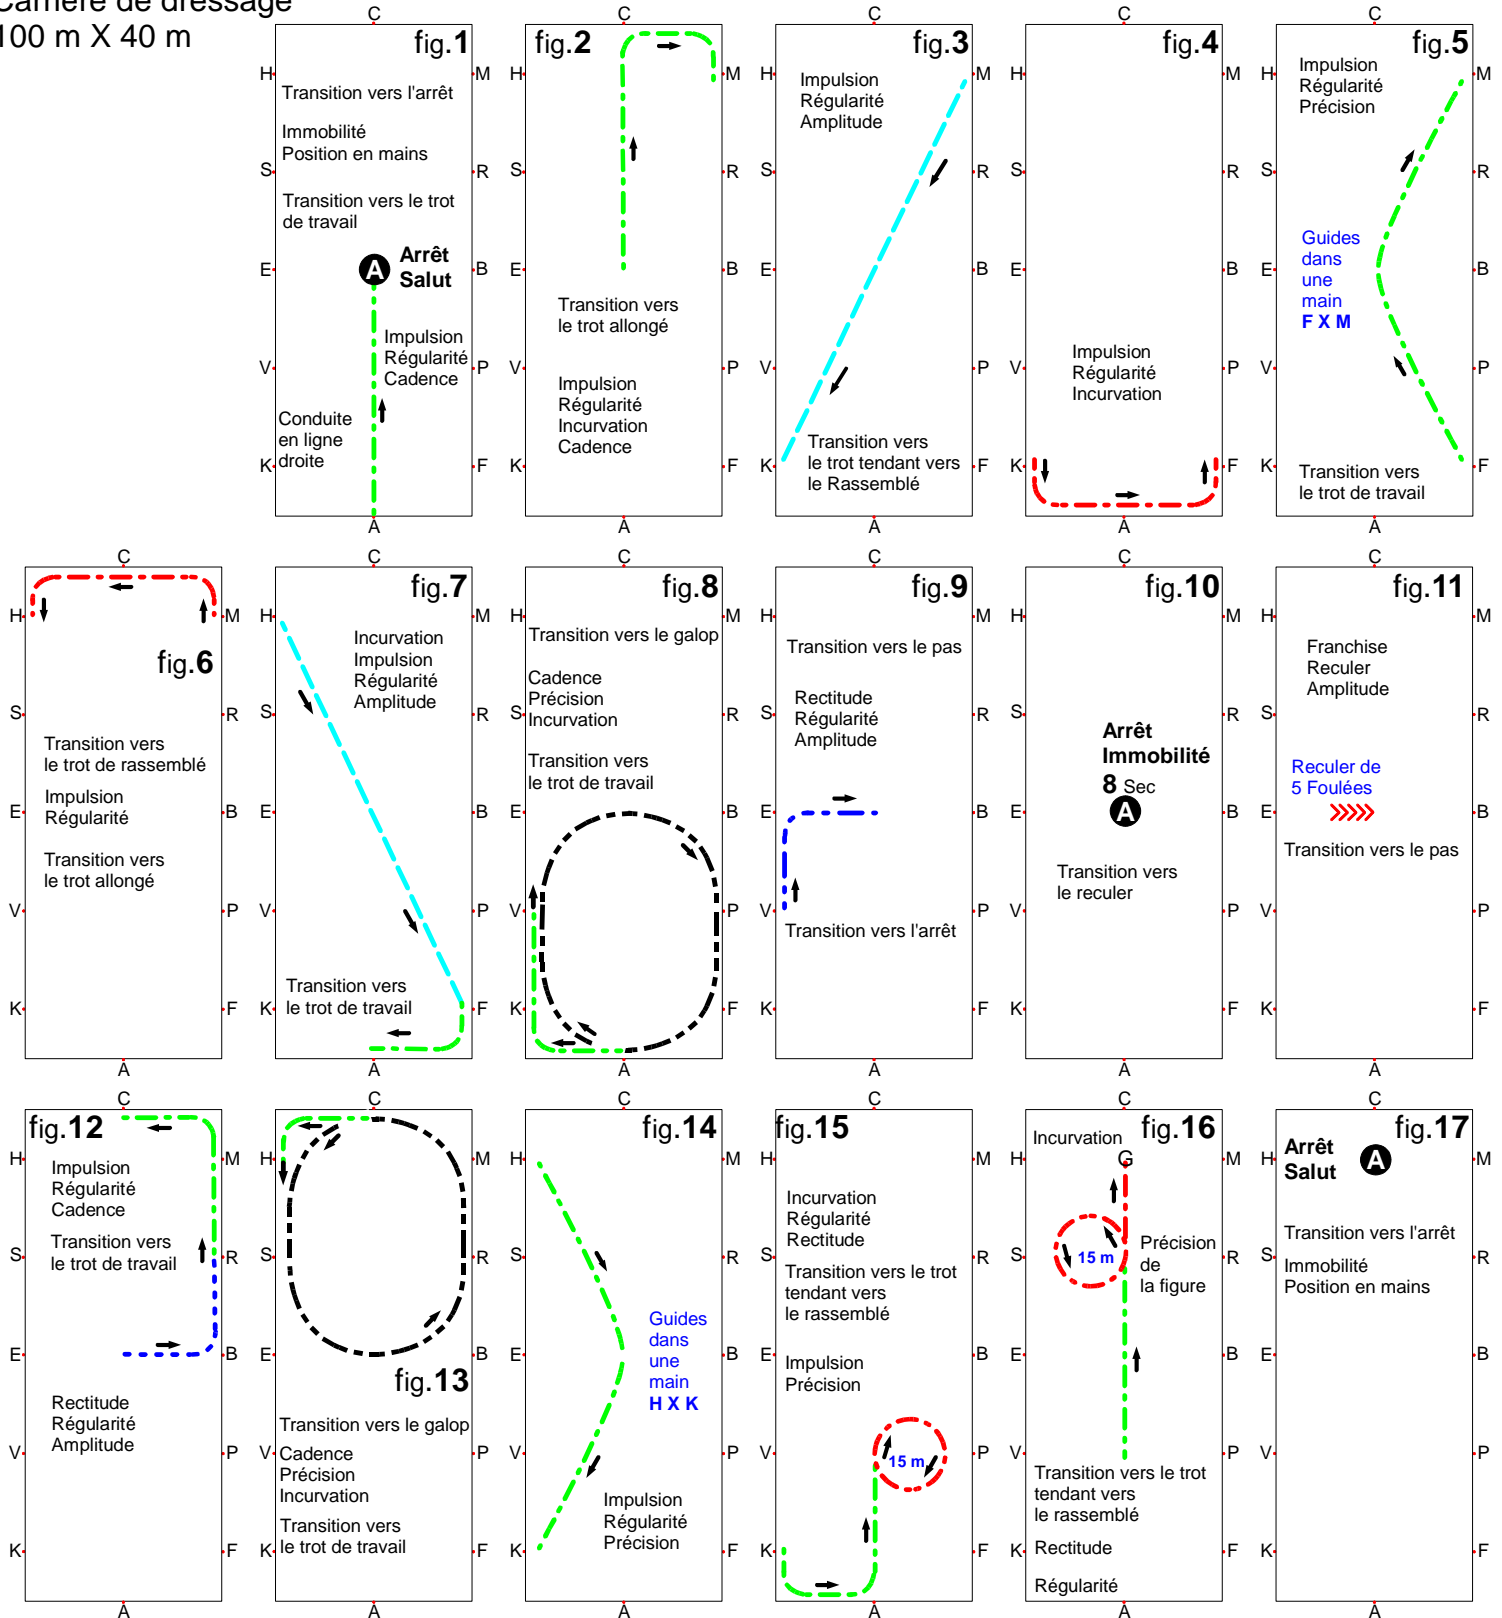 Carrière de dressage
100 m X 40 m
C
fig.1
H
M
Transition vers l'arrêt
Immobilité
Position en mains
S
R
Transition vers le trot
de travail
Arrêt
Salut
A
E
B
Impulsion
Régularité
Cadence
V
P
Conduite
en ligne
droite
K
F
A
C
fig.2
H
M
S
R
E
B
Transition vers
le trot allongé
V
P
Impulsion
Régularité
Incurvation
Cadence
K
F
A
C
fig.3
H
M
Impulsion
Régularité
Amplitude
S
R
E
B
V
P
Transition vers
le trot tendant vers
le Rassemblé
K
F
A
C
fig.4
H
M
S
R
E
B
Impulsion
Régularité
Incurvation
V
P
K
F
A
C
fig.5
Impulsion
Régularité
Précision
H
M
S
R
Guides
dans
une
main
F X M
E
B
V
P
K
F
Transition vers
le trot de travail
A
C
H
M
fig.6
S
R
Transition vers
le trot de rassemblé
Impulsion
Régularité
E
B
Transition vers
le trot allongé
V
P
K
F
A
C
fig.7
H
M
Incurvation
Impulsion
Régularité
Amplitude
S
R
E
B
V
P
Transition vers
le trot de travail
K
F
A
C
fig.8
H
M
Transition vers le galop
Cadence
Précision
Incurvation
S
R
Transition vers
le trot de travail
E
B
V
P
K
F
A
C
fig.9
H
M
Transition vers le pas
Rectitude
Régularité
Amplitude
S
R
E
B
V
P
Transition vers l'arrêt
K
F
A
C
fig.10
H
M
S
R
Arrêt
Immobilité
8 Sec
A
E
B
Transition vers
le reculer
V
P
K
F
A
C
fig.11
H
M
Franchise
Reculer
Amplitude
S
R
Reculer de
5 Foulées
E
B
Transition vers le pas
V
P
K
F
A
C
fig.12
M
Impulsion
Régularité
Cadence
Transition vers
le trot de travail
R
B
Rectitude
Régularité
Amplitude
P
F
A
C
H
M
S
R
E
B
fig.13
Transition vers le galop
Cadence
Précision
Incurvation
V
P
Transition vers
le trot de travail
K
F
A
C
fig.14
H
M
S
R
Guides
dans
une
main
H X K
E
B
V
P
Impulsion
Régularité
Précision
K
F
A
C
fig.15
H
M
Incurvation
Régularité
Rectitude
S
R
Transition vers le trot
tendant vers
le rassemblé
E
B
Impulsion
Précision
V
P
15 m
K
F
A
C
fig.16
Incurvation
H
G
M
S
R
15 m
Précision
de
la figure
E
B
V
P
Transition vers le trot
tendant vers
le rassemblé
Rectitude
K
F
Régularité
A
C
fig.17
Arrêt
Salut
A
H
M
Transition vers l'arrêt
S
R
Immobilité
Position en mains
E
B
V
P
K
F
A